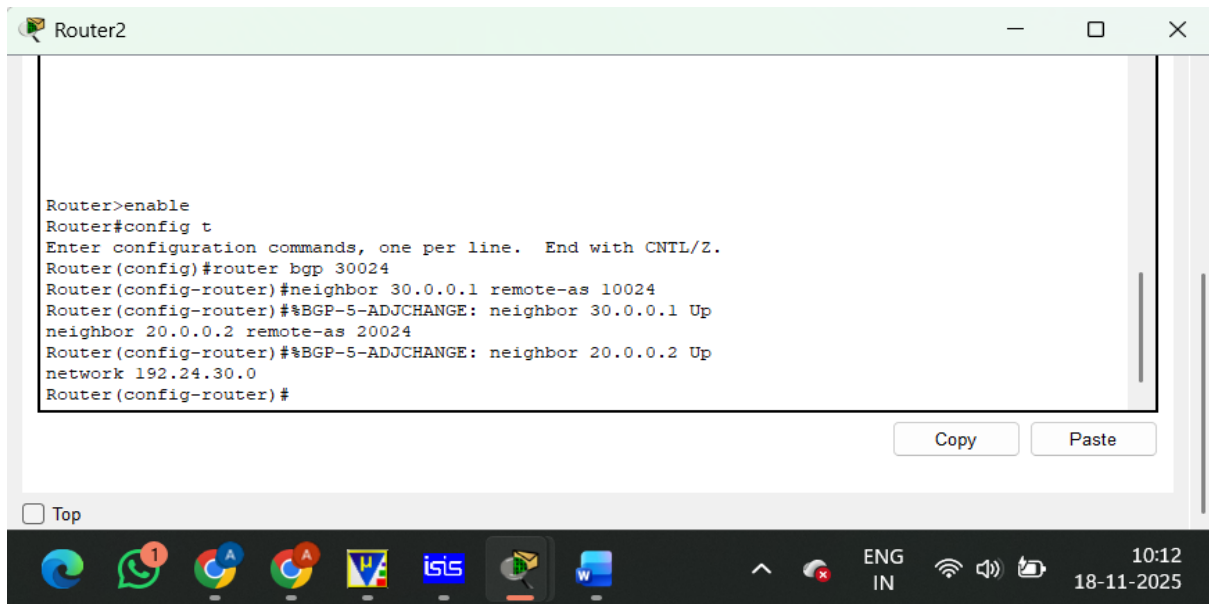 Router2
Router>enable
Router#config t
Enter configuration commands, one per line.  End with CNTL/Z.
Router(config)#router bgp 30024
Router(config-router)#neighbor 30.0.0.1 remote-as 10024
Router(config-router)#%BGP-5-ADJCHANGE: neighbor 30.0.0.1 Up
neighbor 20.0.0.2 remote-as 20024
Router(config-router)#%BGP-5-ADJCHANGE: neighbor 20.0.0.2 Up
network 192.24.30.0
Router(config-router)#
Copy Paste
Top
1 A A μ isis W ENG 10:12
IN 18-11-2025